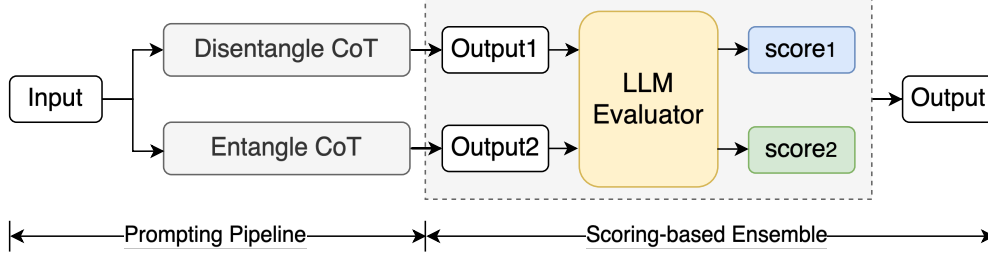 Input
Disentangle CoT
Entangle CoT
Output1
Output2
LLM
Evaluator
score1
score2
Output
Prompting Pipeline
Scoring-based Ensemble